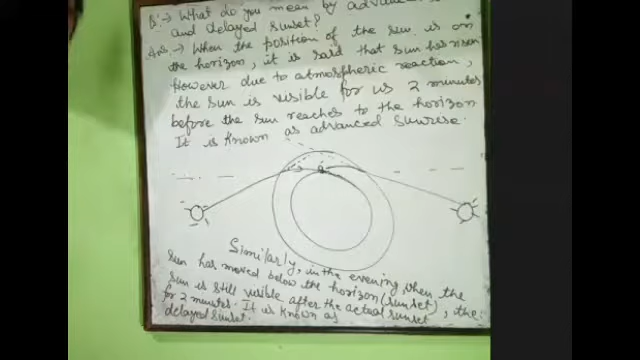 Q:→ What do you mean by advan
and delayed sunset?
Ans:→ When the position of the sun is on
the horizon, it is said that sun has risen
However due to atmospheric reaction,
the sun is visible for us 2 minutes
before the sun reaches to the horizon
It is known as advanced sunrise.
Similarly, in the evening when the
sun has moved below the horizon (sunset), the
sun is still visible after the actual sunset
for 2 minutes. It is known as
delayed sunset.